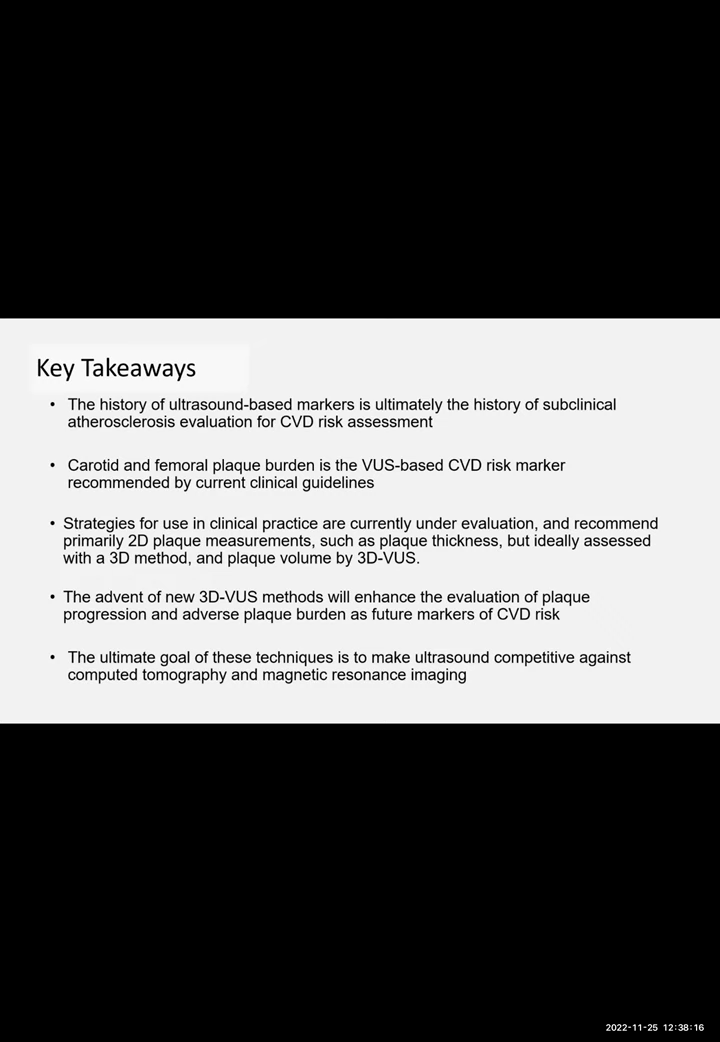 Key Takeaways
• The history of ultrasound-based markers is ultimately the history of subclinical
atherosclerosis evaluation for CVD risk assessment
• Carotid and femoral plaque burden is the VUS-based CVD risk marker
recommended by current clinical guidelines
• Strategies for use in clinical practice are currently under evaluation, and recommend
primarily 2D plaque measurements, such as plaque thickness, but ideally assessed
with a 3D method, and plaque volume by 3D-VUS.
• The advent of new 3D-VUS methods will enhance the evaluation of plaque
progression and adverse plaque burden as future markers of CVD risk
• The ultimate goal of these techniques is to make ultrasound competitive against
computed tomography and magnetic resonance imaging
2022-11-25 12:38:16